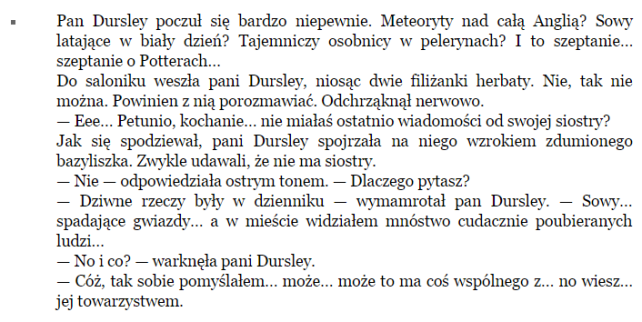 Pan Dursley poczuł się bardzo niepewnie. Meteoryty nad całą Anglią? Sowy
latające w biały dzień? Tajemniczy osobnicy w pelerynach? I to szeptanie...
szeptanie o Potterach...
Do saloniku weszła pani Dursley, niosąc dwie filiżanki herbaty. Nie, tak nie
można. Powinien z nią porozmawiać. Odchrząknął nerwowo.
— Eee... Petunio, kochanie... nie miałaś ostatnio wiadomości od swojej siostry?
Jak się spodziewał, pani Dursley spojrzała na niego wzrokiem zdumionego
bazyliszka. Zwykle udawali, że nie ma siostry.
— Nie — odpowiedziała ostrym tonem. — Dlaczego pytasz?
— Dziwne rzeczy były w dzienniku — wymamrotał pan Dursley. — Sowy...
spadające gwiazdy... a w mieście widziałem mnóstwo cudacznie poubieranych
ludzi...
— No i co? — warknęła pani Dursley.
— Cóż, tak sobie pomyślałem... może... może to ma coś wspólnego z... no wiesz...
jej towarzystwem.